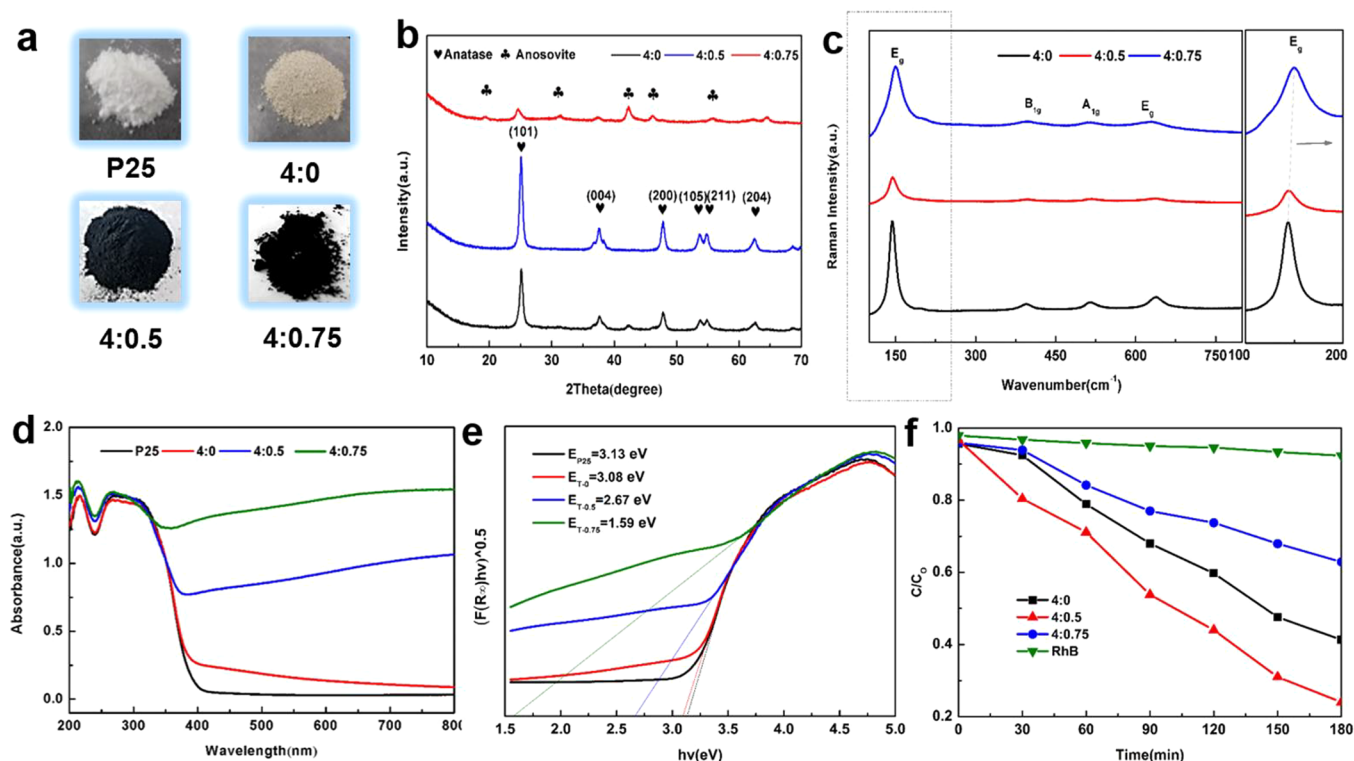 a
P25
4:0
4:0.5
4:0.75
b
♥Anatase ♣ Anosovite
4:0 4:0.5 4:0.75
(101)
(004)
(200)
(105)
(211)
(204)
Intensity(a.u.)
10 20 30 40 50 60 70
2Theta(degree)
c
4:0 4:0.5 4:0.75
Eg
B1g
A1g
Eg
Eg
Raman Intensity(a.u.)
150 300 450 600 750 100 200
Wavenumber(cm-1)
d
P25 4:0 4:0.5 4:0.75
2.0
1.5
1.0
0.5
0.0
Absorbance(a.u.)
200 300 400 500 600 700 800
Wavelength(nm)
e
EP25=3.13 eV
ET-0=3.08 eV
ET-0.5=2.67 eV
ET-0.75=1.59 eV
(F(R∞)hv)^0.5
1.5 2.0 2.5 3.0 3.5 4.0 4.5 5.0
hv(eV)
f
1.0
0.8
0.6
0.4
0.2
C/CO
4:0
4:0.5
4:0.75
RhB
0 30 60 90 120 150 180
Time(min)